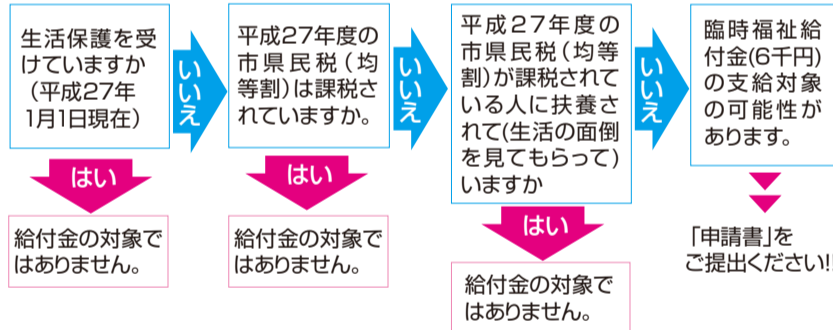 生活保護を受
けていますか
（平成27年
1月1日現在）
いいえ
はい
給付金の対象で
はありません。
平成27年度の
市県民税（均
等割）は課税さ
れていますか。
いいえ
はい
給付金の対象で
はありません。
平成27年度の
市県民税（均等
割）が課税されて
いる人に扶養さ
れて(生活の面倒
を見てもらって)
いますか
いいえ
はい
給付金の対象で
はありません。
臨時福祉給
付金(6千円)
の支給対象
の可能性が
あります。
「申請書」を
ご提出ください!!